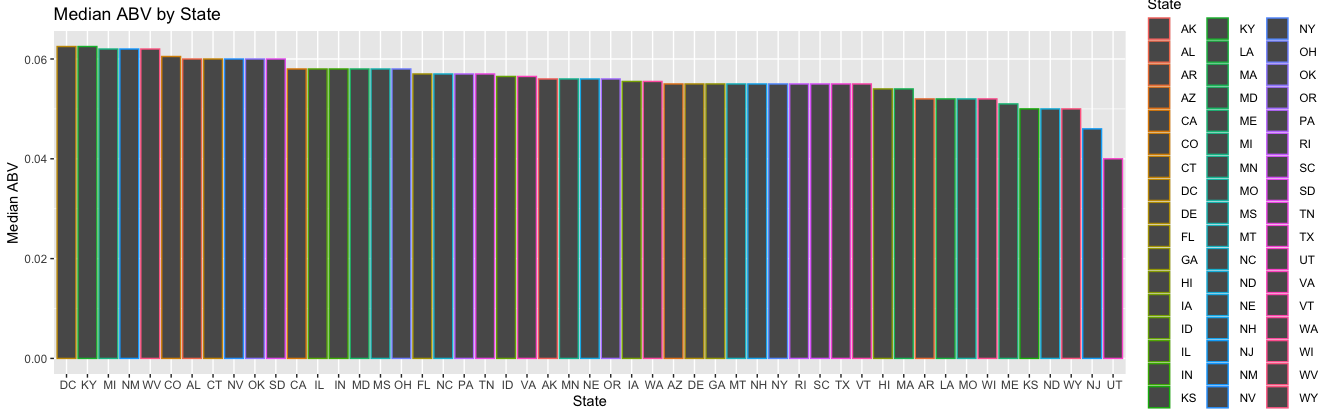 Median ABV by State
Median ABV
0.06
0.04
0.02
0.00
DC KY MI NM WV CO AL CT NV OK SD CA IL IN MD MS OH FL NC PA TN ID VA AK MN NE OR IA WA AZ DE GA MT NH NY RI SC TX VT HI MA AR LA MO WI ME KS ND WY NJ UT
State
State
AK KY NY
AL LA OH
AR MA OK
AZ MD OR
CA ME PA
CO MI RI
CT MN SC
DC MO SD
DE MS TN
FL MT TX
GA NC UT
HI ND VA
IA NE VT
ID NH WA
IL NJ WI
IN NM WV
KS NV WY